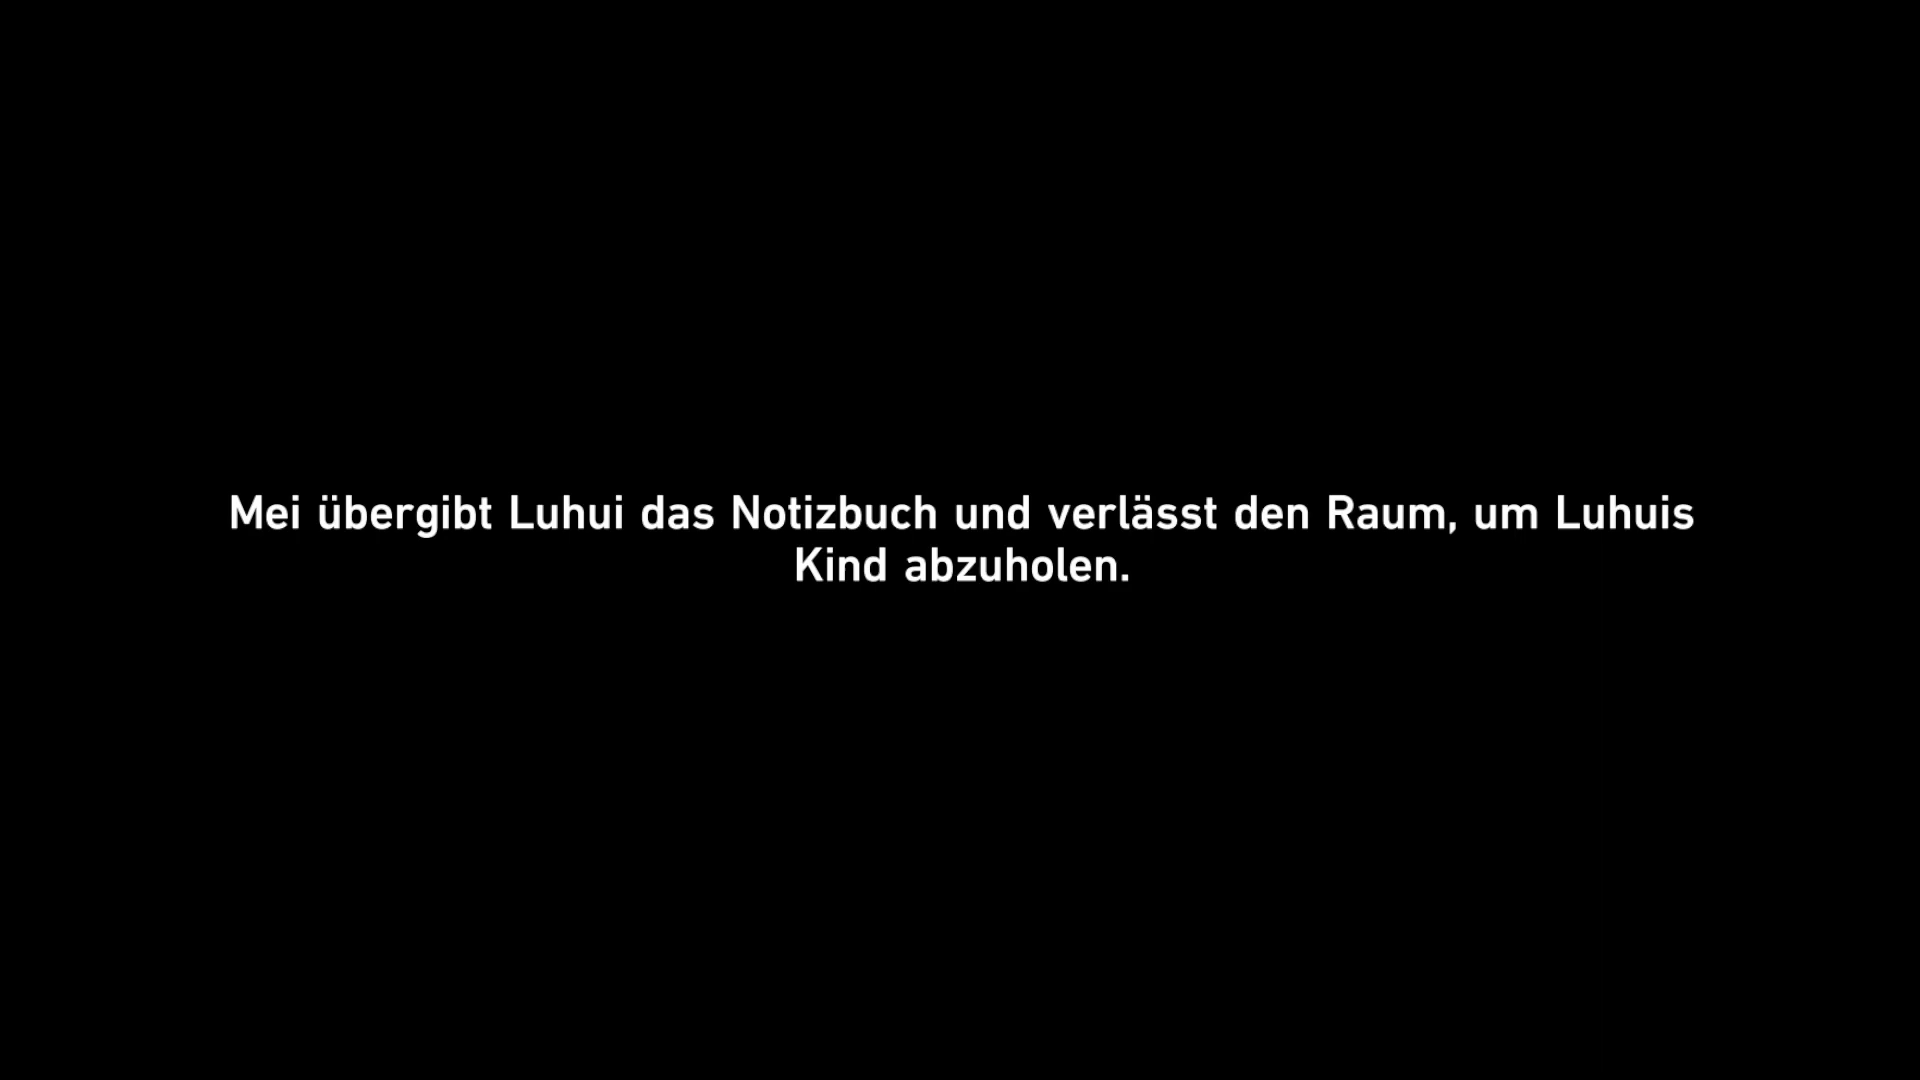 Mei übergibt Luhui das Notizbuch und verlässt den Raum, um Luhuis
Kind abzuholen.